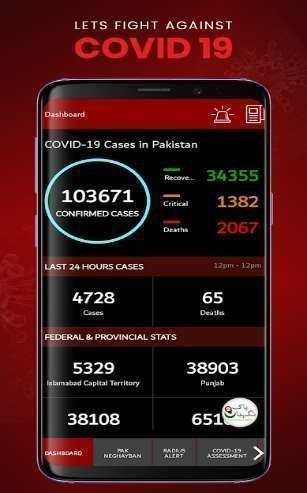 LETS FIGHT AGAINST
COVID 19
Dashboard
COVID-19 Cases in Pakistan
103671
CONFIRMED CASES
Recove... 34355
Critical 1382
Deaths 2067
LAST 24 HOURS CASES 12pm - 12pm
4728 65
Cases Deaths
FEDERAL & PROVINCIAL STATS
5329 38903
Islamabad Capital Territory Punjab
38108 651
DASHBOARD PAK NEGHAYBAN RADIUS ALERT COVID-19 ASSESSMENT